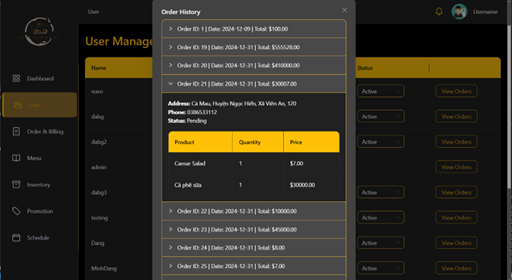 User
Username
User Manage
Dashboard
User
Order & Billing
Menu
Inventory
Promotion
Schedule
Name
Status
vuvo
Active
View Orders
dabg
Active
View Orders
dabg2
Active
View Orders
admin
View Orders
dabg3
Active
View Orders
testing
Active
View Orders
Dang
Active
View Orders
MinhDang
Active
View Orders
Order History
Order ID: 1 | Date: 2024-12-09 | Total: $100.00
Order ID: 19 | Date: 2024-12-31 | Total: $555528.00
Order ID: 20 | Date: 2024-12-31 | Total: $410000.00
Order ID: 21 | Date: 2024-12-31 | Total: $30007.00
Address: Cà Mau, Huyện Ngọc Hiển, Xã Viên An, 120
Phone: 0386533112
Status: Pending
Product Quantity Price
Caesar Salad 1 $7.00
Cà phê sữa 1 $30000.00
Order ID: 22 | Date: 2024-12-31 | Total: $10000.00
Order ID: 23 | Date: 2024-12-31 | Total: $45000.00
Order ID: 24 | Date: 2024-12-31 | Total: $8.00
Order ID: 25 | Date: 2024-12-31 | Total: $7.00